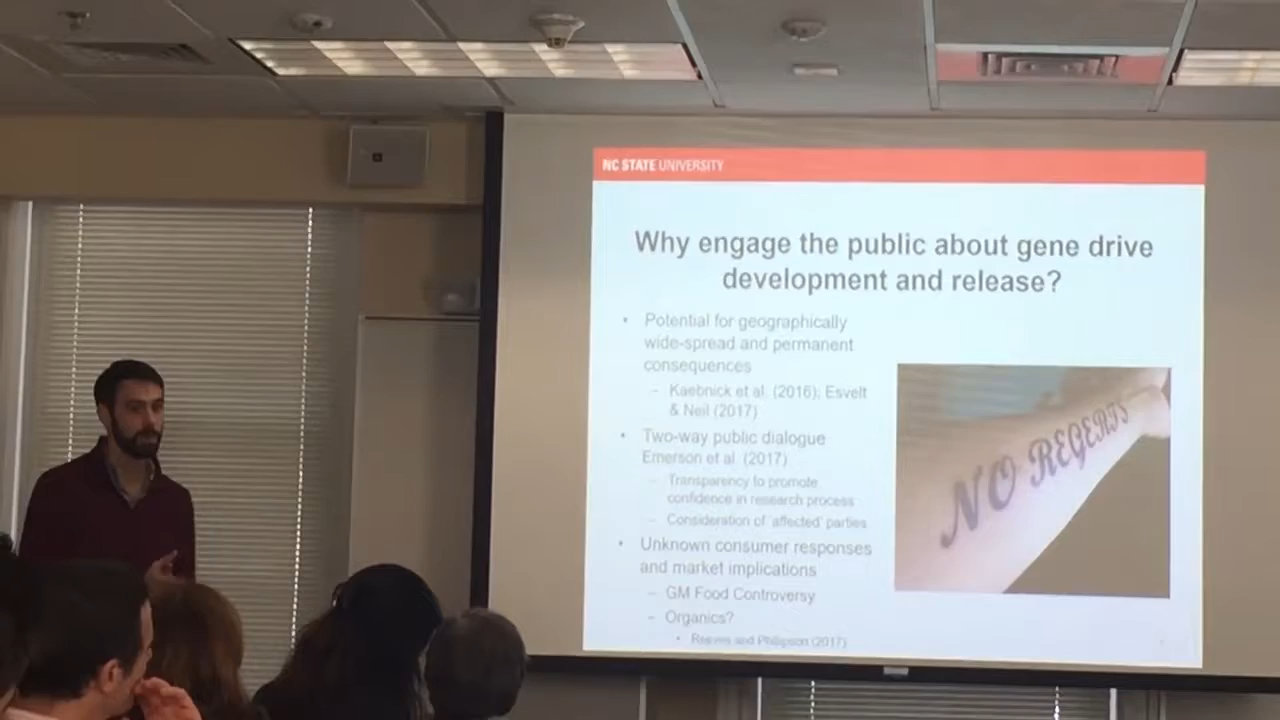 NC STATE UNIVERSITY
Why engage the public about gene drive
development and release?
• Potential for geographically
wide-spread and permanent
consequences
– Kaebnick et al. (2016); Esvelt
& Neil (2017)
• Two-way public dialogue
Emerson et al. (2017)
– Transparency to promote
confidence in research process
– Consideration of 'affected' parties
• Unknown consumer responses
and market implications
– GM Food Controversy
– Organics?
• Reeves and Phillipson (2017)
NO REGERTS